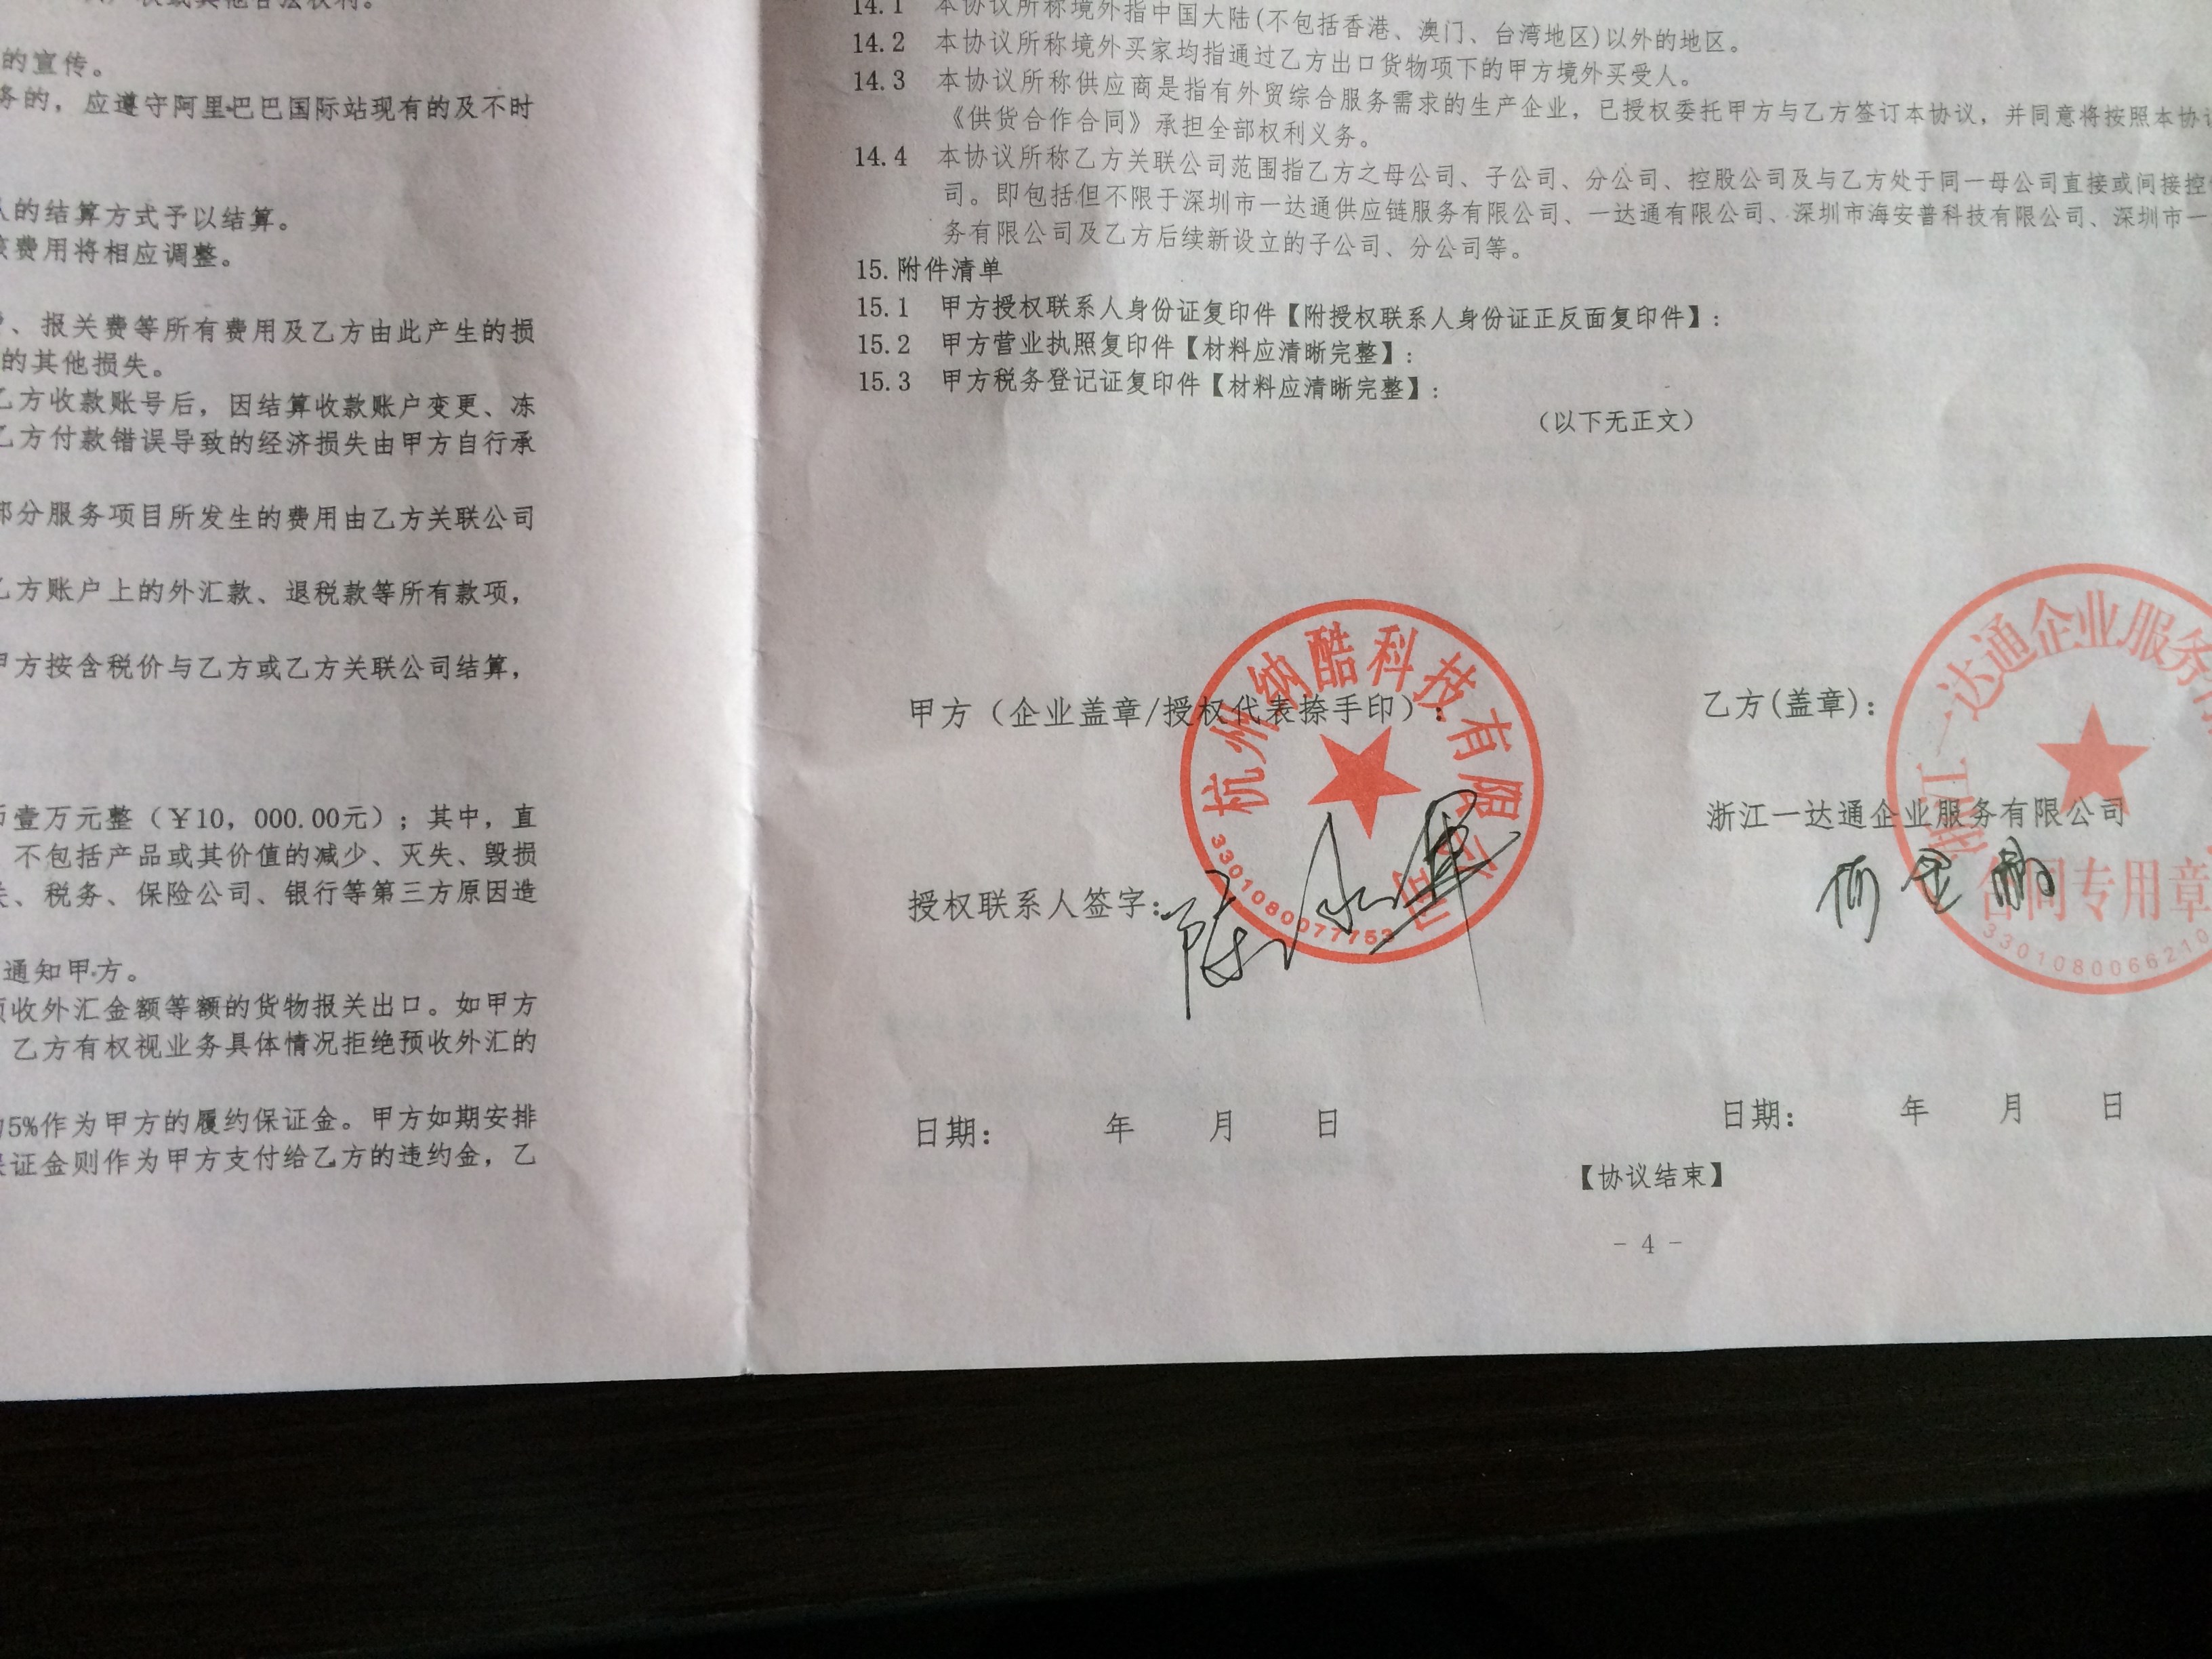 的宣传。
务的，应遵守阿里巴巴国际站现有的及不时
的结算方式予以结算。
费用将相应调整。
、报关费等所有费用及乙方由此产生的损
的其他损失。
乙方收款账号后，因结算收款账户变更、冻
乙方付款错误导致的经济损失由甲方自行承
部分服务项目所发生的费用由乙方关联公司
乙方账户上的外汇款、退税款等所有款项，
甲方按含税价与乙方或乙方关联公司结算，
币壹万元整（￥10，000.00元）；其中，直
不包括产品或其价值的减少、灭失、毁损
、税务、保险公司、银行等第三方原因造
通知甲方。
预收外汇金额等额的货物报关出口。如甲方
乙方有权视业务具体情况拒绝预收外汇的
的5%作为甲方的履约保证金。甲方如期安排
保证金则作为甲方支付给乙方的违约金，乙
14.1 本协议所称境外指中国大陆(不包括香港、澳门、台湾地区)以外的地区。
14.2 本协议所称境外买家均指通过乙方出口货物项下的甲方境外买受人。
14.3 本协议所称供应商是指有外贸综合服务需求的生产企业，已授权委托甲方与乙方签订本协议，并同意将按照本协议
《供货合作合同》承担全部权利义务。
14.4 本协议所称乙方关联公司范围指乙方之母公司、子公司、分公司、控股公司及与乙方处于同一母公司直接或间接控
司。即包括但不限于深圳市一达通供应链服务有限公司、一达通有限公司、深圳市海安普科技有限公司、深圳市一
务有限公司及乙方后续新设立的子公司、分公司等。
15.附件清单
15.1 甲方授权联系人身份证复印件【附授权联系人身份证正反面复印件】：
15.2 甲方营业执照复印件【材料应清晰完整】：
15.3 甲方税务登记证复印件【材料应清晰完整】：
（以下无正文）
甲方（企业盖章/授权代表捺手印）：
杭州纳酷科技有限公司
3301080077753
授权联系人签字：
日期： 年 月 日
乙方(盖章)：
浙江一达通企业服务有
浙江一达通企业服务有限公司
合同专用章
3301080066210
日期： 年 月 日
【协议结束】
- 4 -